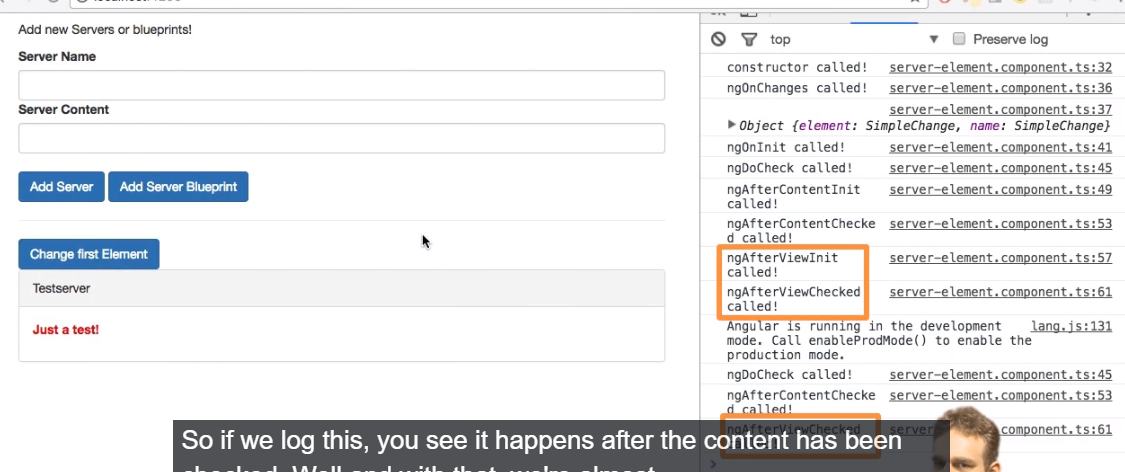 Add new Servers or blueprints!
Server Name
Server Content
Add Server
Add Server Blueprint
Change first Element
Testserver
Just a test!
top
Preserve log
constructor called! server-element.component.ts:32
ngOnChanges called! server-element.component.ts:36
server-element.component.ts:37
Object {element: SimpleChange, name: SimpleChange}
ngOnInit called! server-element.component.ts:41
ngDoCheck called! server-element.component.ts:45
ngAfterContentInit server-element.component.ts:49
called!
ngAfterContentChecke server-element.component.ts:53
d called!
ngAfterViewInit server-element.component.ts:57
called!
ngAfterViewChecked server-element.component.ts:61
called!
Angular is running in the development lang.js:131
mode. Call enableProdMode() to enable the
production mode.
ngDoCheck called! server-element.component.ts:45
ngAfterContentChecke server-element.component.ts:53
d called!
ngAfterViewChecked server-element.component.ts:61
So if we log this, you see it happens after the content has been